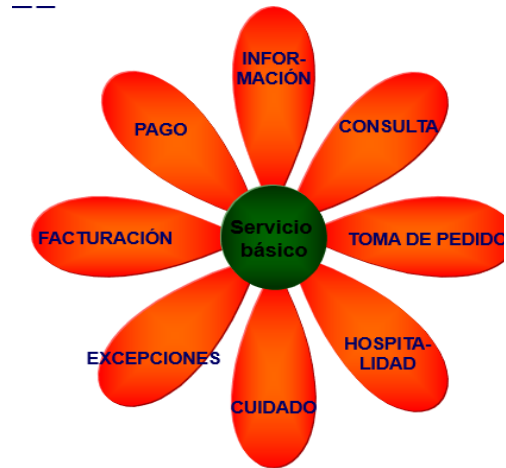 INFOR-
MACIÓN
CONSULTA
TOMA DE PEDIDO
HOSPITA-
LIDAD
CUIDADO
EXCEPCIONES
FACTURACIÓN
PAGO
Servicio
básico